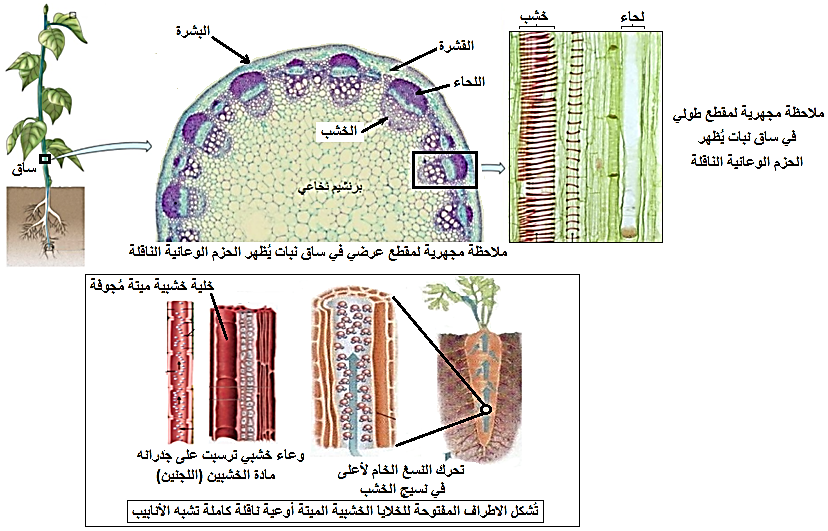 خشب
لحاء
البشرة
القشرة
اللحاء
الخشب
برنشيم نخاعي
ساق
ملاحظة مجهرية لمقطع طولي
في ساق نبات يُظهر
الحزم الوعائية الناقلة
ملاحظة مجهرية لمقطع عرضي في ساق نبات يُظهر الحزم الوعائية الناقلة
خلية خشبية ميتة مُجوفة
وعاء خشبي ترسبت على جدرانه
مادة الخشبين (اللجنين)
تحرك النسغ الخام لأعلى
في نسيج الخشب
تُشكل الاطراف المفتوحة للخلايا الخشبية الميتة أوعية ناقلة كاملة تشبه الأنابيب